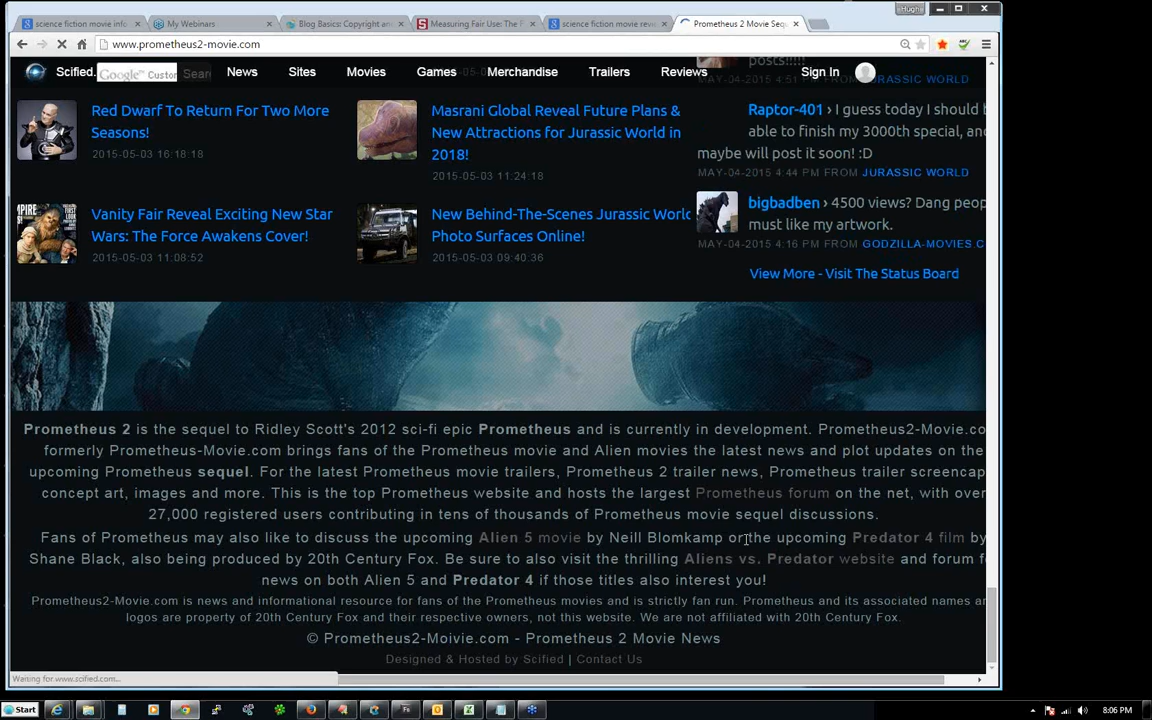 eHugna
science fiction movie info
My Webinars
Blog Basics: Copyright an
Measuring Fair Use: The F
science fiction movie revie
Prometheus 2 Movie Sequ
www.prometheus2-movie.com
Scified.
Google™ Custom
Sear
News
Sites
Movies
Games
Merchandise
Trailers
Reviews
Sign In
posts!!!!!
MAY-04-2015 4:51 JURASSIC WORLD
Red Dwarf To Return For Two More
Seasons!
2015-05-03 16:18:18
Masrani Global Reveal Future Plans &
New Attractions for Jurassic World in
2018!
2015-05-03 11:24:18
Raptor-401 › I guess today I should b
able to finish my 3000th special, and
maybe will post it soon! :D
MAY-04-2015 4:44 PM FROM JURASSIC WORLD
Vanity Fair Reveal Exciting New Star
Wars: The Force Awakens Cover!
2015-05-03 11:08:52
New Behind-The-Scenes Jurassic World
Photo Surfaces Online!
2015-05-03 09:40:36
bigbadben › 4500 views? Dang peop
must like my artwork.
MAY-04-2015 4:16 PM FROM GODZILLA-MOVIES.C
View More - Visit The Status Board
Prometheus 2 is the sequel to Ridley Scott's 2012 sci-fi epic Prometheus and is currently in development. Prometheus2-Movie.co
formerly Prometheus-Movie.com brings fans of the Prometheus movie and Alien movies the latest news and plot updates on the
upcoming Prometheus sequel. For the latest Prometheus movie trailers, Prometheus 2 trailer news, Prometheus trailer screencap
concept art, images and more. This is the top Prometheus website and hosts the largest Prometheus forum on the net, with over
27,000 registered users contributing in tens of thousands of Prometheus movie sequel discussions.
Fans of Prometheus may also like to discuss the upcoming Alien 5 movie by Neill Blomkamp or the upcoming Predator 4 film by
Shane Black, also being produced by 20th Century Fox. Be sure to also visit the thrilling Aliens vs. Predator website and forum f
news on both Alien 5 and Predator 4 if those titles also interest you!
Prometheus2-Movie.com is news and informational resource for fans of the Prometheus movies and is strictly fan run. Prometheus and its associated names ar
logos are property of 20th Century Fox and their respective owners, not this website. We are not affiliated with 20th Century Fox.
© Prometheus2-Moivie.com - Prometheus 2 Movie News
Designed & Hosted by Scified | Contact Us
Waiting for www.scified.com...
Start
8:06 PM